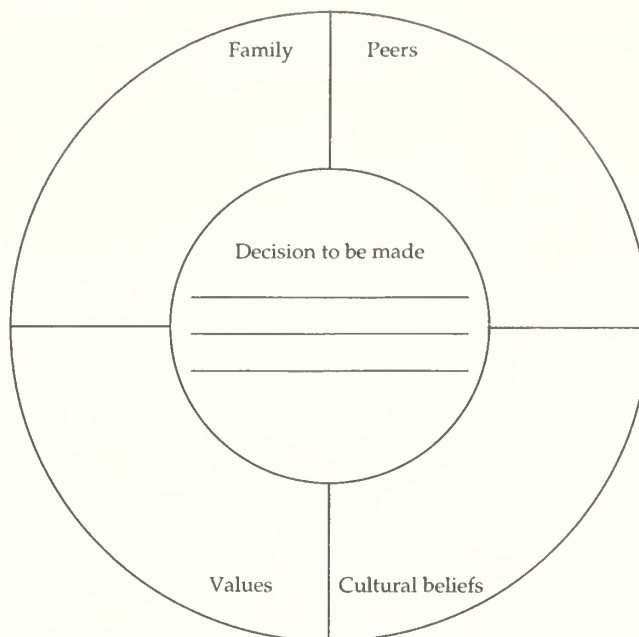 Family
Peers
Decision to be made
Values
Cultural beliefs